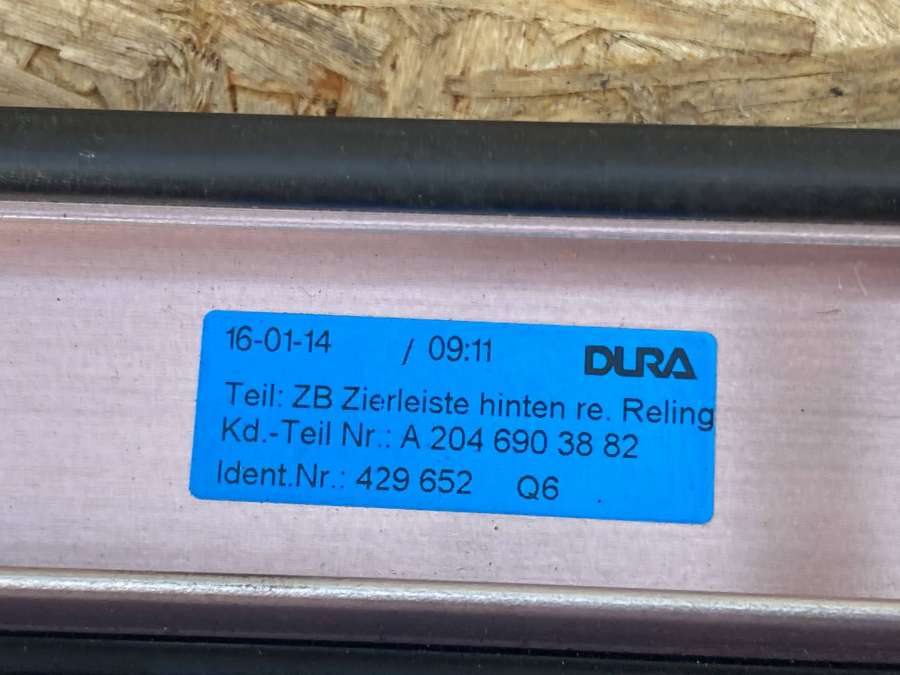 16-01-14 / 09:11 DURA
Teil: ZB Zierleiste hinten re. Reling
Kd.-Teil Nr.: A 204 690 38 82
Ident.Nr.: 429 652 Q6